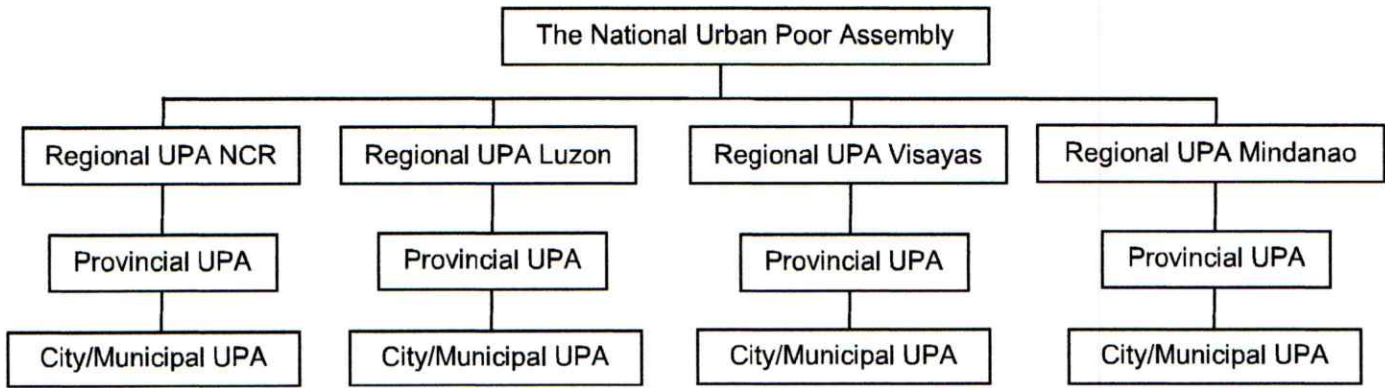 The National Urban Poor Assembly
Regional UPA NCR
Regional UPA Luzon
Regional UPA Visayas
Regional UPA Mindanao
Provincial UPA
Provincial UPA
Provincial UPA
Provincial UPA
City/Municipal UPA
City/Municipal UPA
City/Municipal UPA
City/Municipal UPA